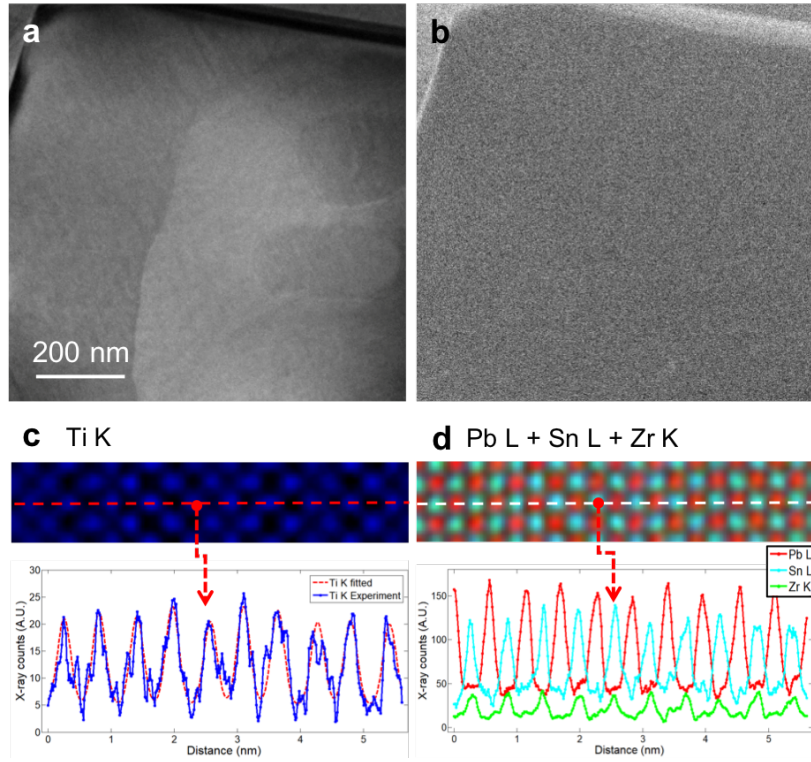 a
b
200 nm
c Ti K
d Pb L + Sn L + Zr K
30
25
20
15
10
5
0
X-ray counts (A.U.)
Ti K fitted
Ti K Experiment
0 1 2 3 4 5
Distance (nm)
150
100
50
0
X-ray counts (A.U.)
Pb L
Sn L
Zr K
0 1 2 3 4 5
Distance (nm)